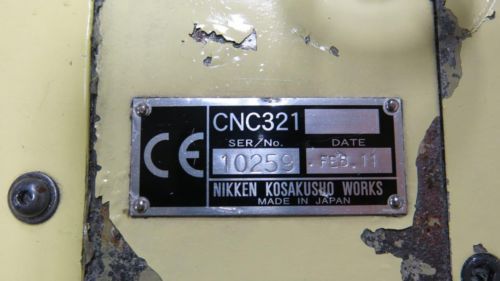 CE
CNC321
SER/No. DATE
10259 .FEB.11
NIKKEN KOSAKUSHO WORKS
MADE IN JAPAN